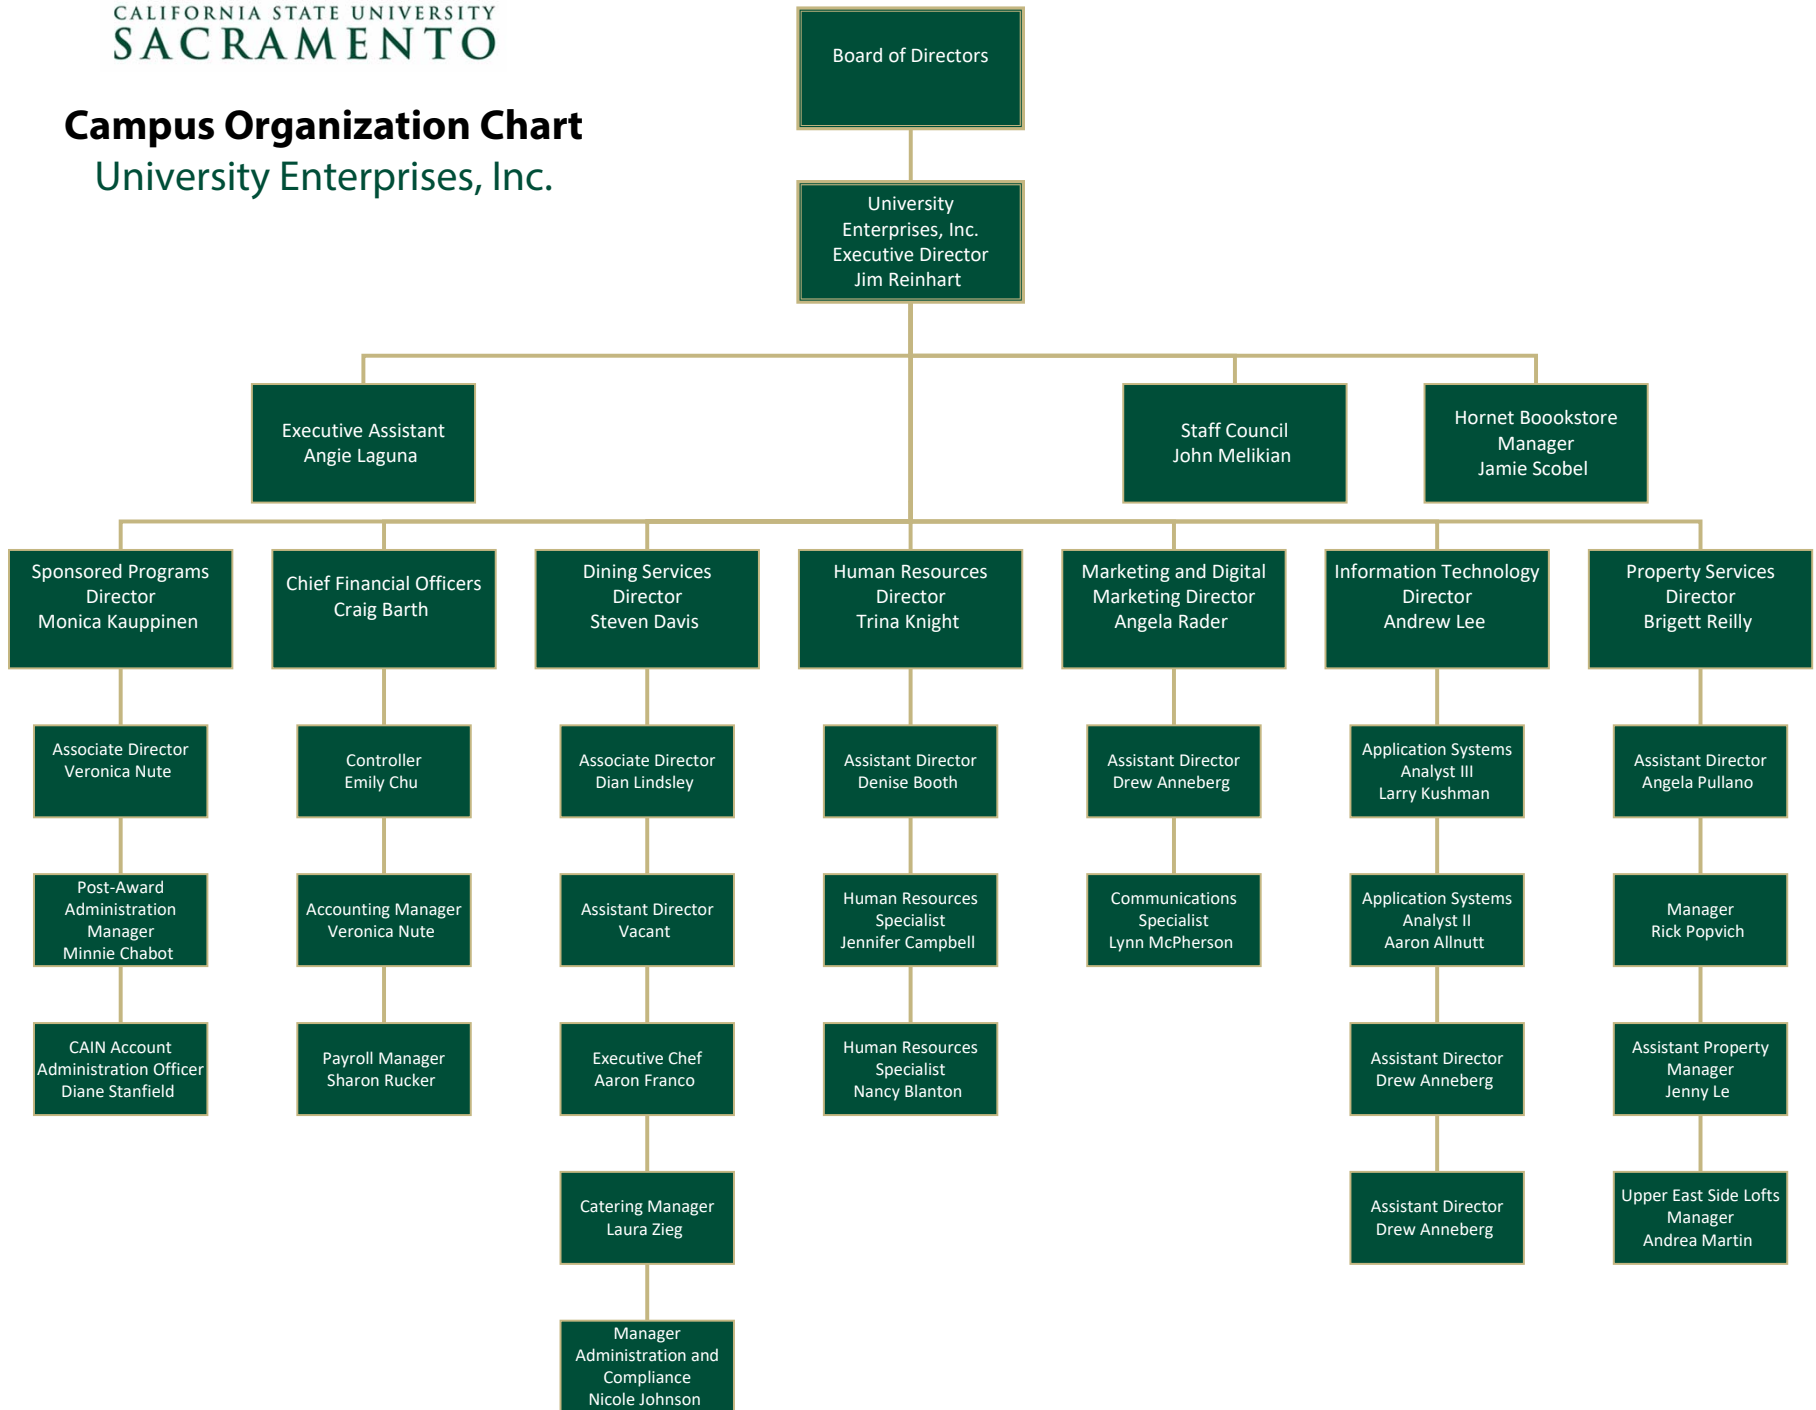 CALIFORNIA STATE UNIVERSITY
SACRAMENTO
Campus Organization Chart
University Enterprises, Inc.
Board of Directors
University
Enterprises, Inc.
Executive Director
Jim Reinhart
Executive Assistant
Angie Laguna
Staff Council
John Melikian
Hornet Boookstore
Manager
Jamie Scobel
Sponsored Programs
Director
Monica Kauppinen
Chief Financial Officers
Craig Barth
Dining Services
Director
Steven Davis
Human Resources
Director
Trina Knight
Marketing and Digital
Marketing Director
Angela Rader
Information Technology
Director
Andrew Lee
Property Services
Director
Brigett Reilly
Associate Director
Veronica Nute
Controller
Emily Chu
Associate Director
Dian Lindsley
Assistant Director
Denise Booth
Assistant Director
Drew Anneberg
Application Systems
Analyst III
Larry Kushman
Assistant Director
Angela Pullano
Post-Award
Administration
Manager
Minnie Chabot
Accounting Manager
Veronica Nute
Assistant Director
Vacant
Human Resources
Specialist
Jennifer Campbell
Communications
Specialist
Lynn McPherson
Application Systems
Analyst II
Aaron Allnutt
Manager
Rick Popvich
CAIN Account
Administration Officer
Diane Stanfield
Payroll Manager
Sharon Rucker
Executive Chef
Aaron Franco
Human Resources
Specialist
Nancy Blanton
Assistant Director
Drew Anneberg
Assistant Property
Manager
Jenny Le
Catering Manager
Laura Zieg
Assistant Director
Drew Anneberg
Upper East Side Lofts
Manager
Andrea Martin
Manager
Administration and
Compliance
Nicole Johnson